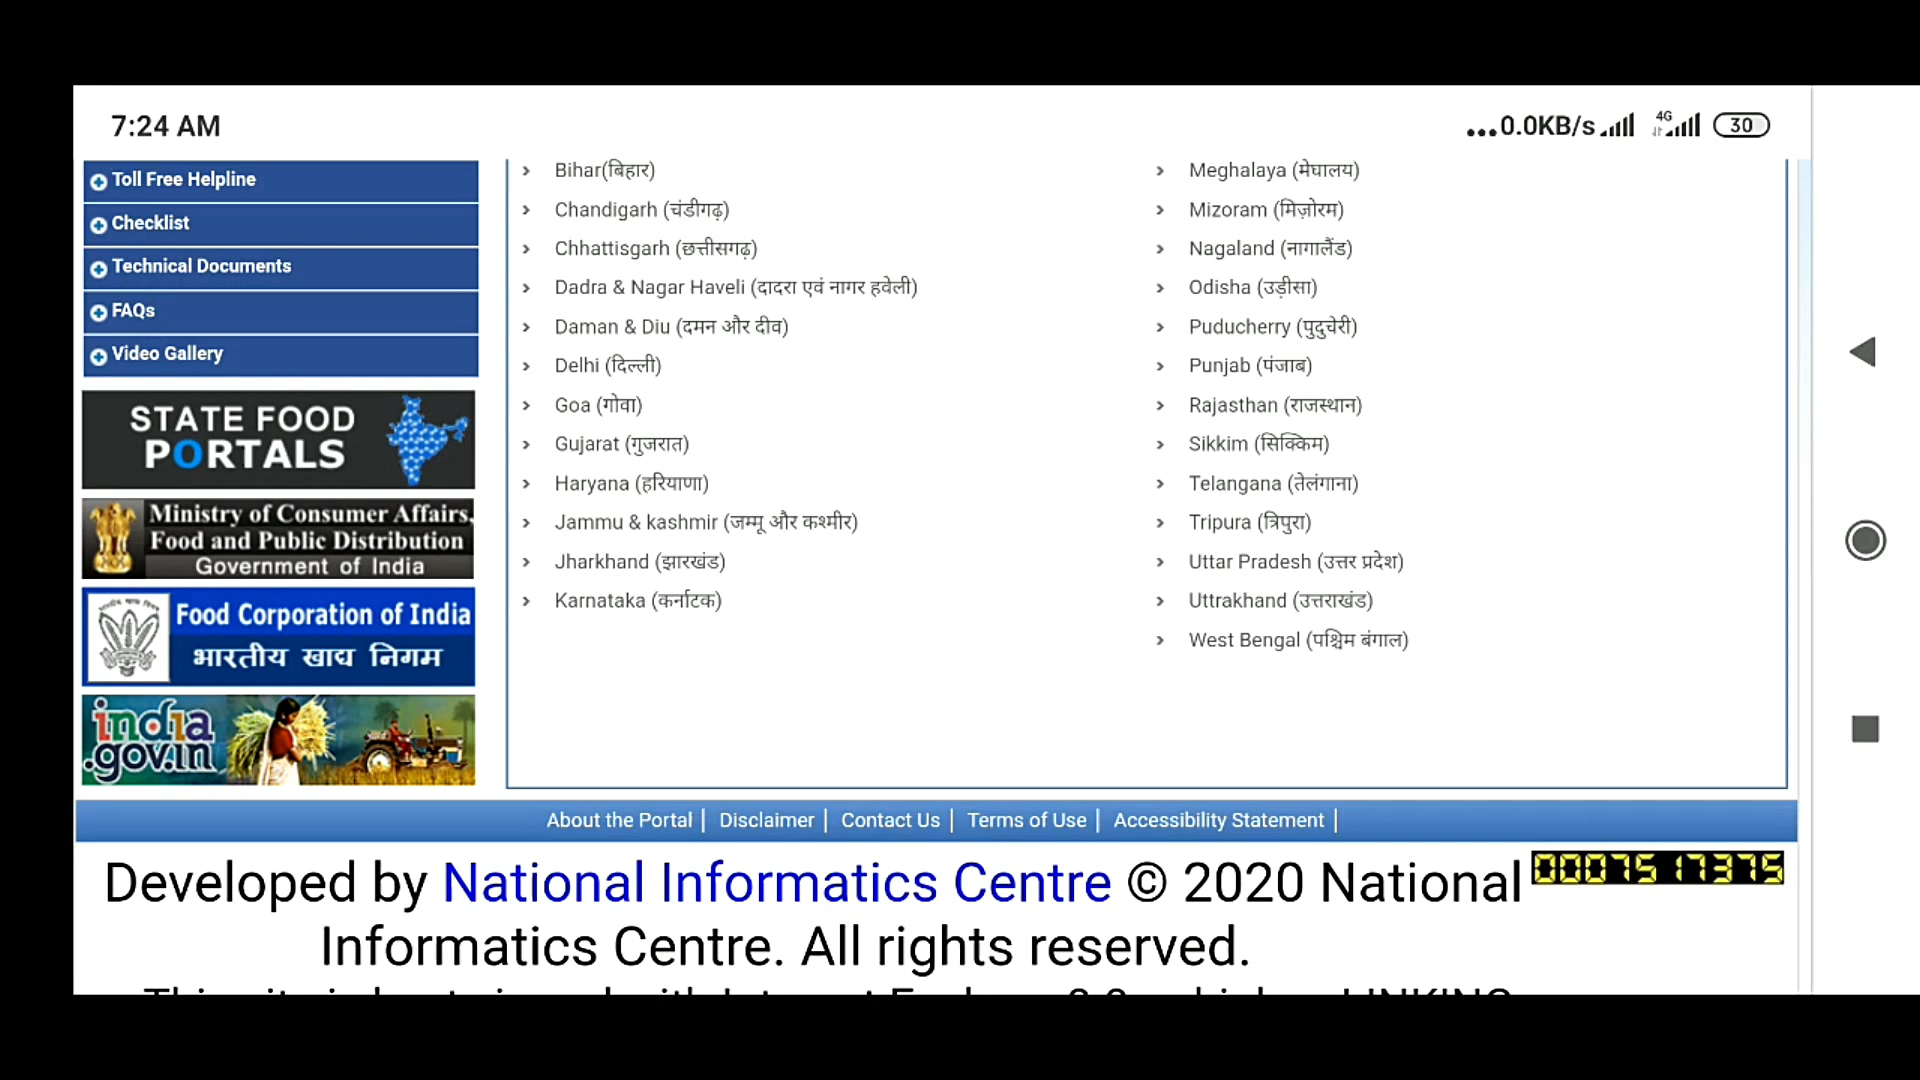 7:24 AM
...0.0KB/s 4G 30
Toll Free Helpline
Checklist
Technical Documents
FAQs
Video Gallery
STATE FOOD
PORTALS
Ministry of Consumer Affairs,
Food and Public Distribution
Government of India
Food Corporation of India
भारतीय खाद्य निगम
india
.gov.in
Bihar(बिहार)
Chandigarh (चंडीगढ़)
Chhattisgarh (छत्तीसगढ़)
Dadra & Nagar Haveli (दादरा एवं नागर हवेली)
Daman & Diu (दमन और दीव)
Delhi (दिल्ली)
Goa (गोवा)
Gujarat (गुजरात)
Haryana (हरियाणा)
Jammu & kashmir (जम्मू और कश्मीर)
Jharkhand (झारखंड)
Karnataka (कर्नाटक)
Meghalaya (मेघालय)
Mizoram (मिज़ोरम)
Nagaland (नागालैंड)
Odisha (उड़ीसा)
Puducherry (पुदुचेरी)
Punjab (पंजाब)
Rajasthan (राजस्थान)
Sikkim (सिक्किम)
Telangana (तेलंगाना)
Tripura (त्रिपुरा)
Uttar Pradesh (उत्तर प्रदेश)
Uttrakhand (उत्तराखंड)
West Bengal (पश्चिम बंगाल)
About the Portal | Disclaimer | Contact Us | Terms of Use | Accessibility Statement |
Developed by National Informatics Centre © 2020 National
Informatics Centre. All rights reserved.
0007517375